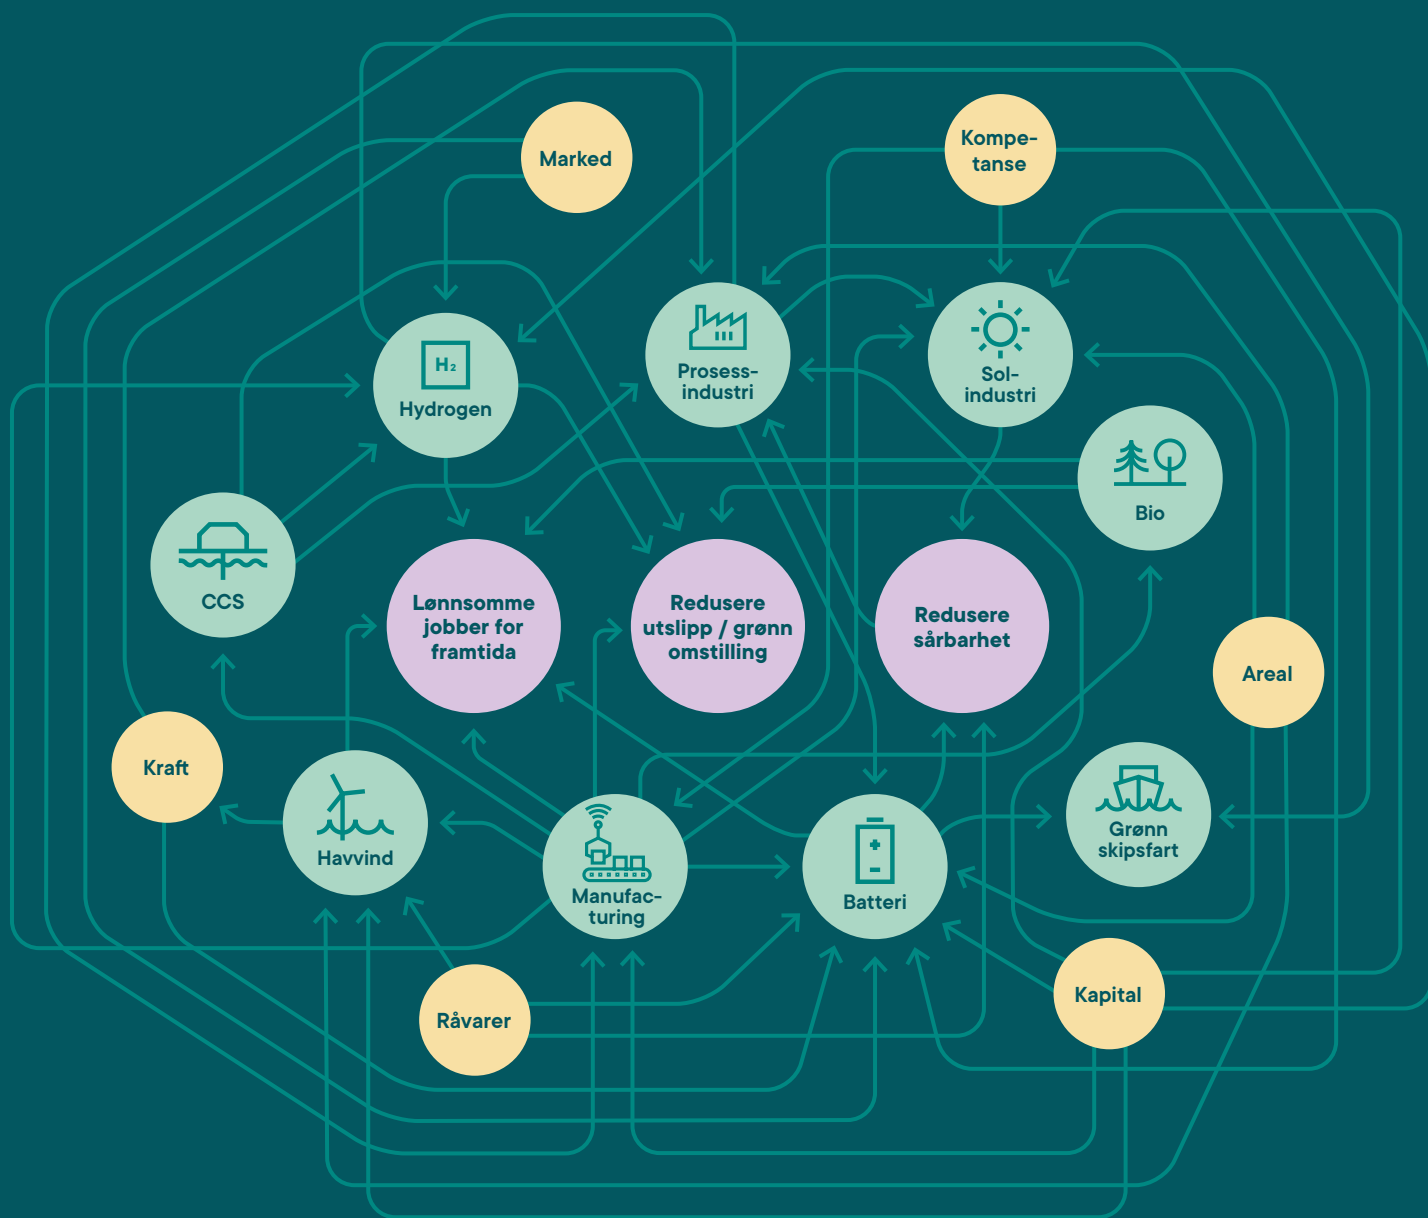 Marked
Kompe-
tanse
H₂
Hydrogen
Prosess-
industri
Sol-
industri
Bio
CCS
Lønnsomme
jobber for
framtida
Redusere
utslipp / grønn
omstilling
Redusere
sårbarhet
Areal
Kraft
Havvind
Manufac-
turing
Batteri
Grønn
skipsfart
Råvarer
Kapital